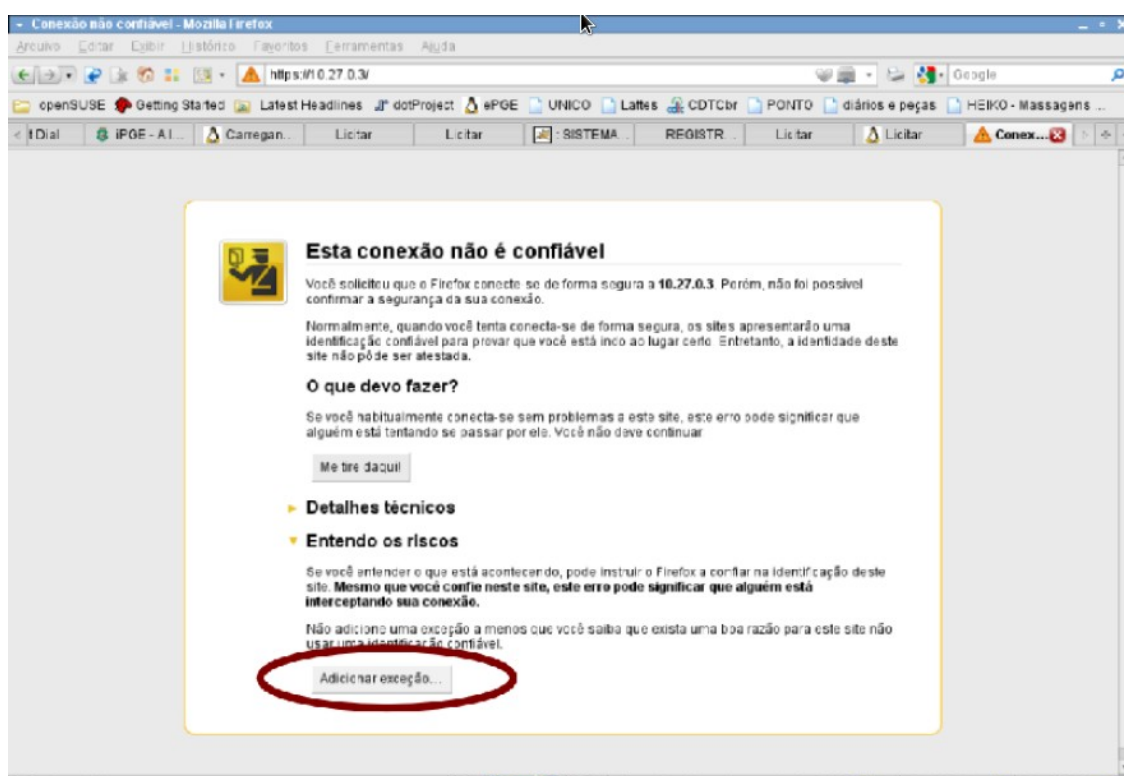 Conexão não confiável - Mozilla Firefox
Arquivo Editar Exibir Histórico Favoritos Ferramentas Ajuda
https://10.27.0.3/ Google
openSUSE Getting Started Latest Headlines dotProject ePGE UNICO Lattes CDTCbr PONTO diários e peças HEIKO - Massagens ...
t Dial iPGE - A l... Carregan... Licitar Licitar : SISTEMA... REGISTR... Licitar Licitar Conex...
Esta conexão não é confiável
Você solicitou que o Firefox conecte-se de forma segura a 10.27.0.3. Porém, não foi possível
confirmar a segurança da sua conexão.
Normalmente, quando você tenta conecta-se de forma segura, os sites apresentarão uma
identificação confiável para provar que você está indo ao lugar certo. Entretanto, a identidade deste
site não pôde ser atestada.
O que devo fazer?
Se você habitualmente conecta-se sem problemas a este site, este erro pode significar que
alguém está tentando se passar por ele. Você não deve continuar.
Me tire daqui!
Detalhes técnicos
Entendo os riscos
Se você entender o que está acontecendo, pode instruir o Firefox a confiar na identificação deste
site. Mesmo que você confie neste site, este erro pode significar que alguém está
interceptando sua conexão.
Não adicione uma exceção a menos que você saiba que exista uma boa razão para este site não
usar uma identificação confiável.
Adicionar exceção...